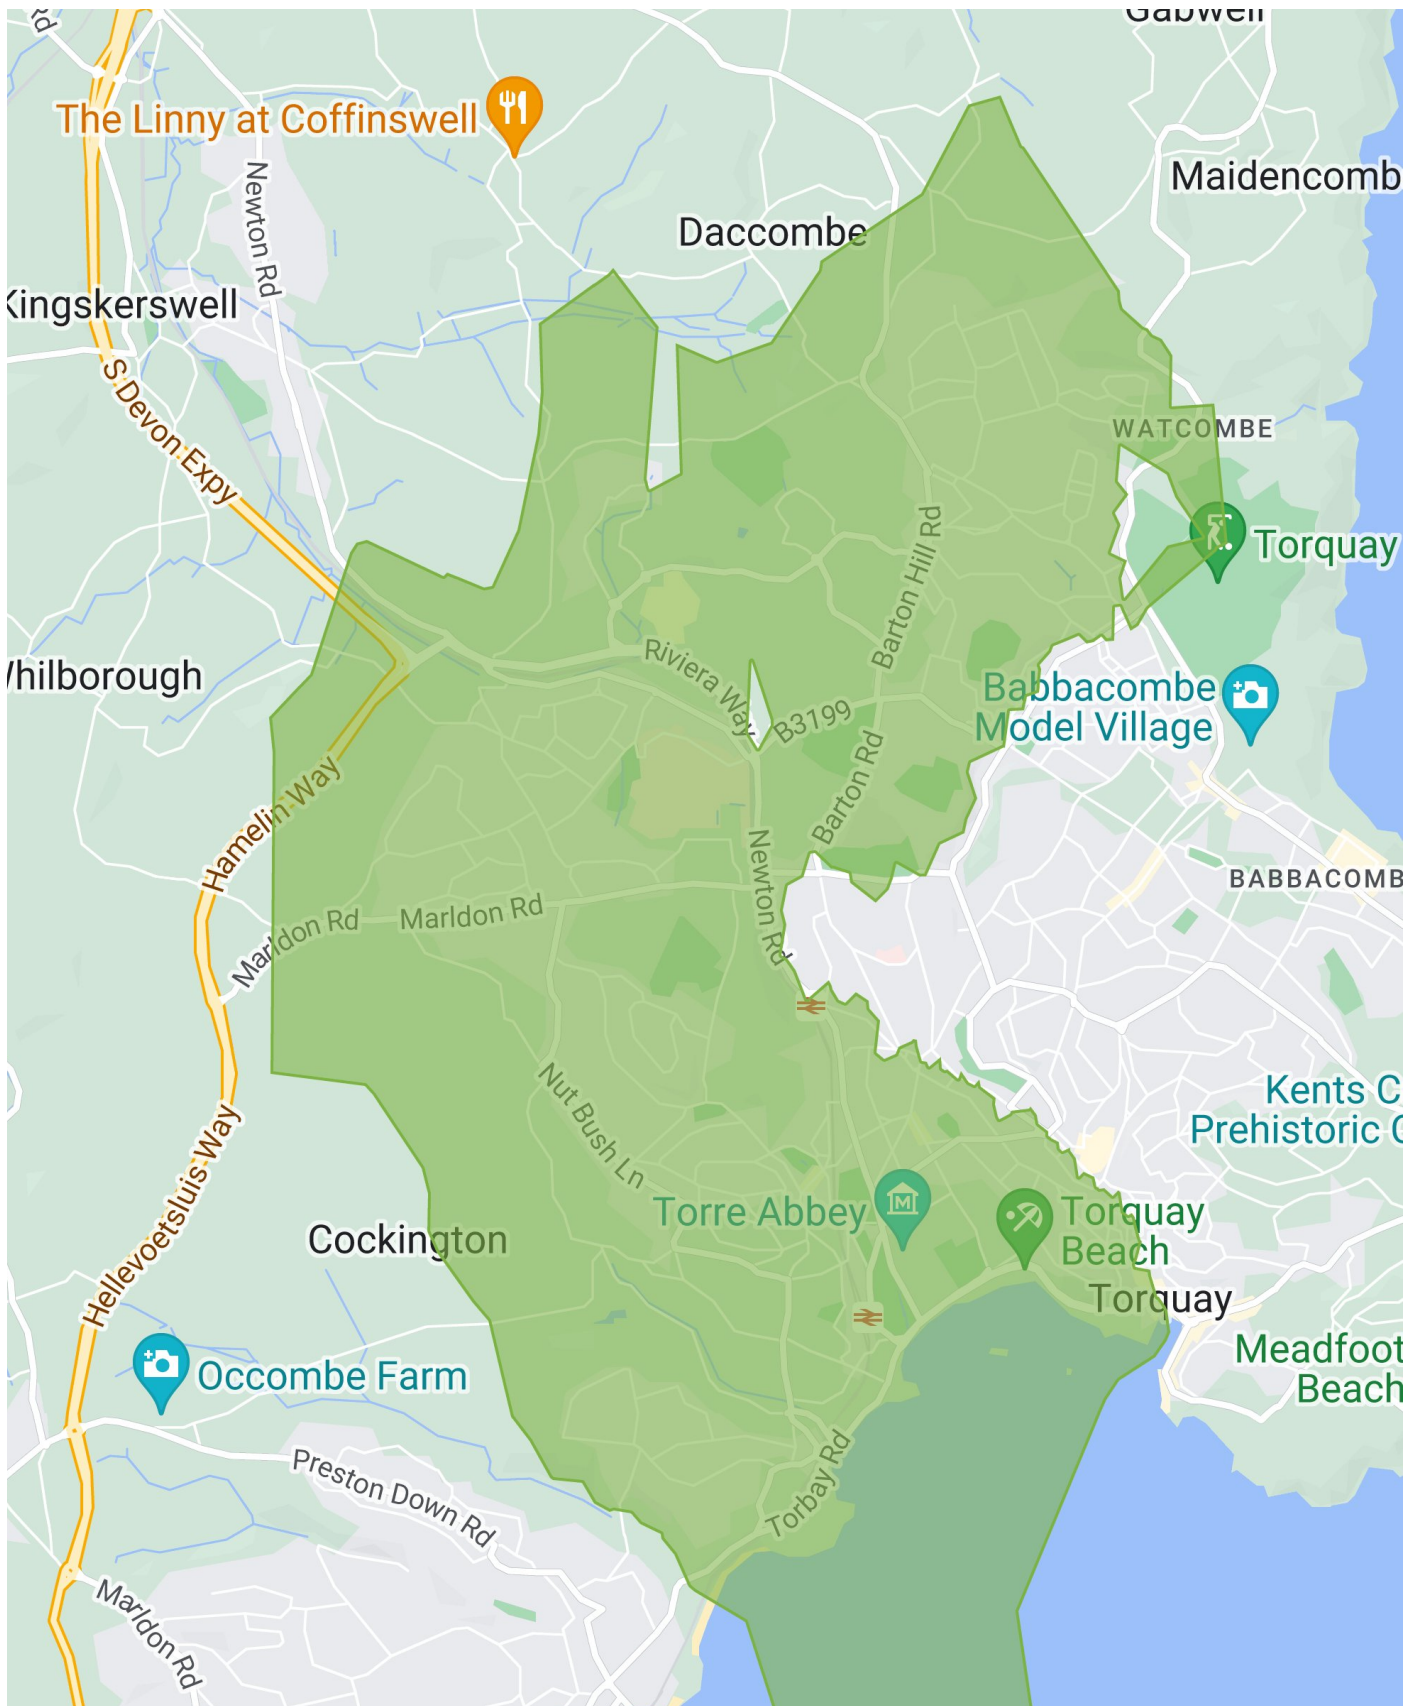 Rd
Gabwell
The Linny at Coffinswell
Newton Rd
Maidencomb
Daccombe
Kingskerswell
S Devon Expy
WATCOMBE
Barton Hill Rd
Torquay
Riviera Way
Whilborough
Babbacombe
Model Village
B3199
Barton Rd
Hamelin Way
Newton Rd
BABBACOMB
Marldon Rd
Marldon Rd
Nut Bush Ln
Kents C
Prehistoric C
Hellevoetsluis Way
Torre Abbey
Torquay
Beach
Cockington
Torquay
Meadfoot
Beach
Occombe Farm
Torbay Rd
Preston Down Rd
Marldon Rd